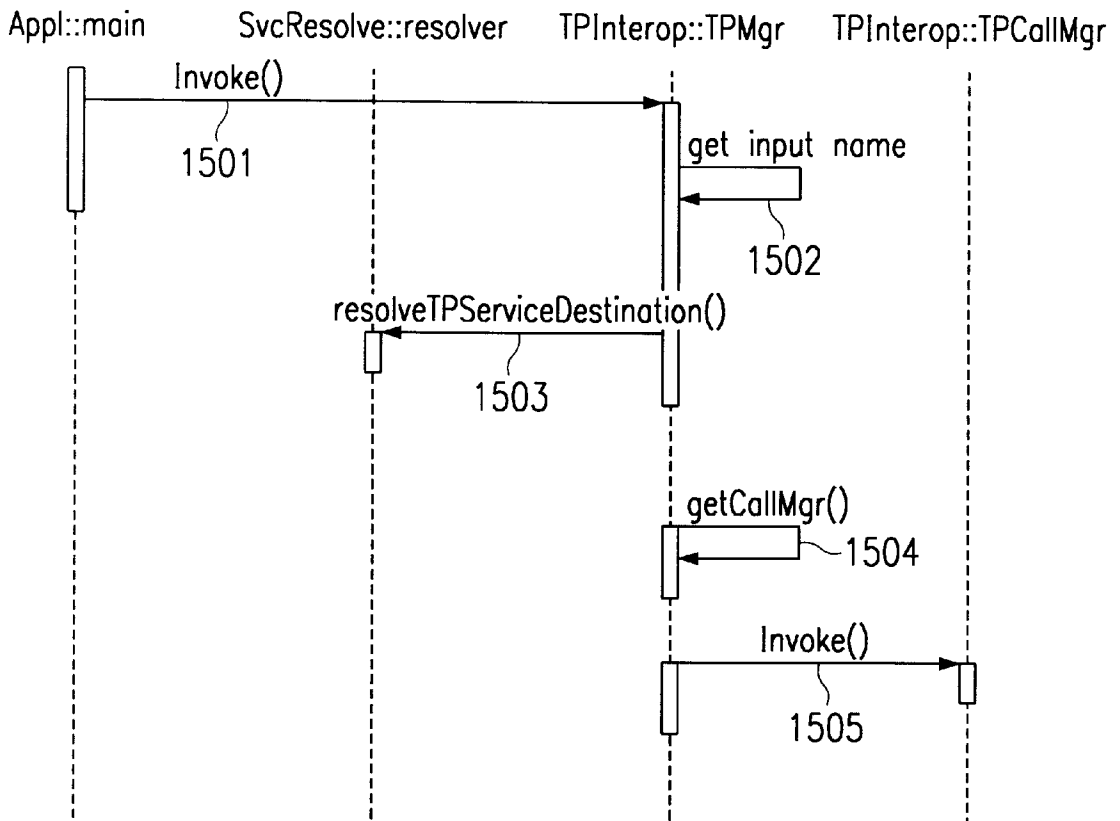 Appl::main SvcResolve::resolver TPInterop::TPMgr TPInterop::TPCallMgr
Invoke()
1501
get input name
1502
resolveTPServiceDestination()
1503
getCallMgr()
1504
Invoke()
1505